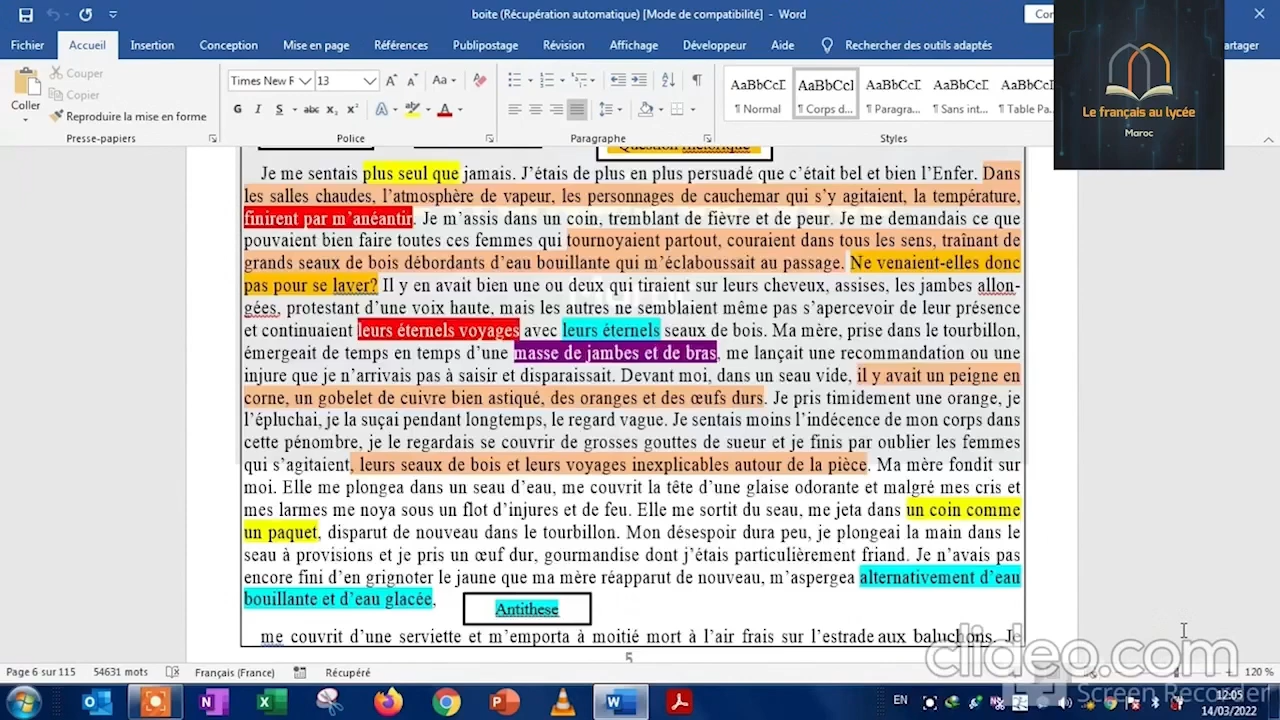 boite (Récupération automatique) [Mode de compatibilité] - Word
Fichier Accueil Insertion Conception Mise en page Références Publipostage Révision Affichage Développeur Aide Rechercher des outils adaptés
Le français au lycée
Maroc
Coller
Couper
Copier
Reproduire la mise en forme
Presse-papiers
Times New F 13
Police
Paragraphe
AaBbCcI AaBbCcI AaBbCcI AaBbCcI AaBbCcI
¶ Normal ¶ Corps d... ¶ Paragra... ¶ Sans int... ¶ Table Pa...
Styles
Question rhétorique
Je me sentais plus seul que jamais. J'étais de plus en plus persuadé que c'était bel et bien l'Enfer. Dans
les salles chaudes, l'atmosphère de vapeur, les personnages de cauchemar qui s'y agitaient, la température,
finirent par m'anéantir. Je m'assis dans un coin, tremblant de fièvre et de peur. Je me demandais ce que
pouvaient bien faire toutes ces femmes qui tournoyaient partout, couraient dans tous les sens, traînant de
grands seaux de bois débordants d'eau bouillante qui m'éclaboussait au passage. Ne venaient-elles donc
pas pour se laver? Il y en avait bien une ou deux qui tiraient sur leurs cheveux, assises, les jambes allon-
gées, protestant d'une voix haute, mais les autres ne semblaient même pas s'apercevoir de leur présence
et continuaient leurs éternels voyages avec leurs éternels seaux de bois. Ma mère, prise dans le tourbillon,
émergeait de temps en temps d'une masse de jambes et de bras, me lançait une recommandation ou une
injure que je n'arrivais pas à saisir et disparaissait. Devant moi, dans un seau vide, il y avait un peigne en
corne, un gobelet de cuivre bien astiqué, des oranges et des œufs durs. Je pris timidement une orange, je
l'épluchai, je la suçai pendant longtemps, le regard vague. Je sentais moins l'indécence de mon corps dans
cette pénombre, je le regardais se couvrir de grosses gouttes de sueur et je finis par oublier les femmes
qui s'agitaient, leurs seaux de bois et leurs voyages inexplicables autour de la pièce. Ma mère fondit sur
moi. Elle me plongea dans un seau d'eau, me couvrit la tête d'une glaise odorante et malgré mes cris et
mes larmes me noya sous un flot d'injures et de feu. Elle me sortit du seau, me jeta dans un coin comme
un paquet, disparut de nouveau dans le tourbillon. Mon désespoir dura peu, je plongeai la main dans le
seau à provisions et je pris un œuf dur, gourmandise dont j'étais particulièrement friand. Je n'avais pas
encore fini d'en grignoter le jaune que ma mère réapparut de nouveau, m'aspergea alternativement d'eau
bouillante et d'eau glacée,
Antithese
me couvrit d'une serviette et m'emporta à moitié mort à l'air frais sur l'estrade aux baluchons. Je
5
clideo.com
Page 6 sur 115 54631 mots Français (France) Récupéré 120 %
Screen Recorder
EN 12:05
14/03/2022